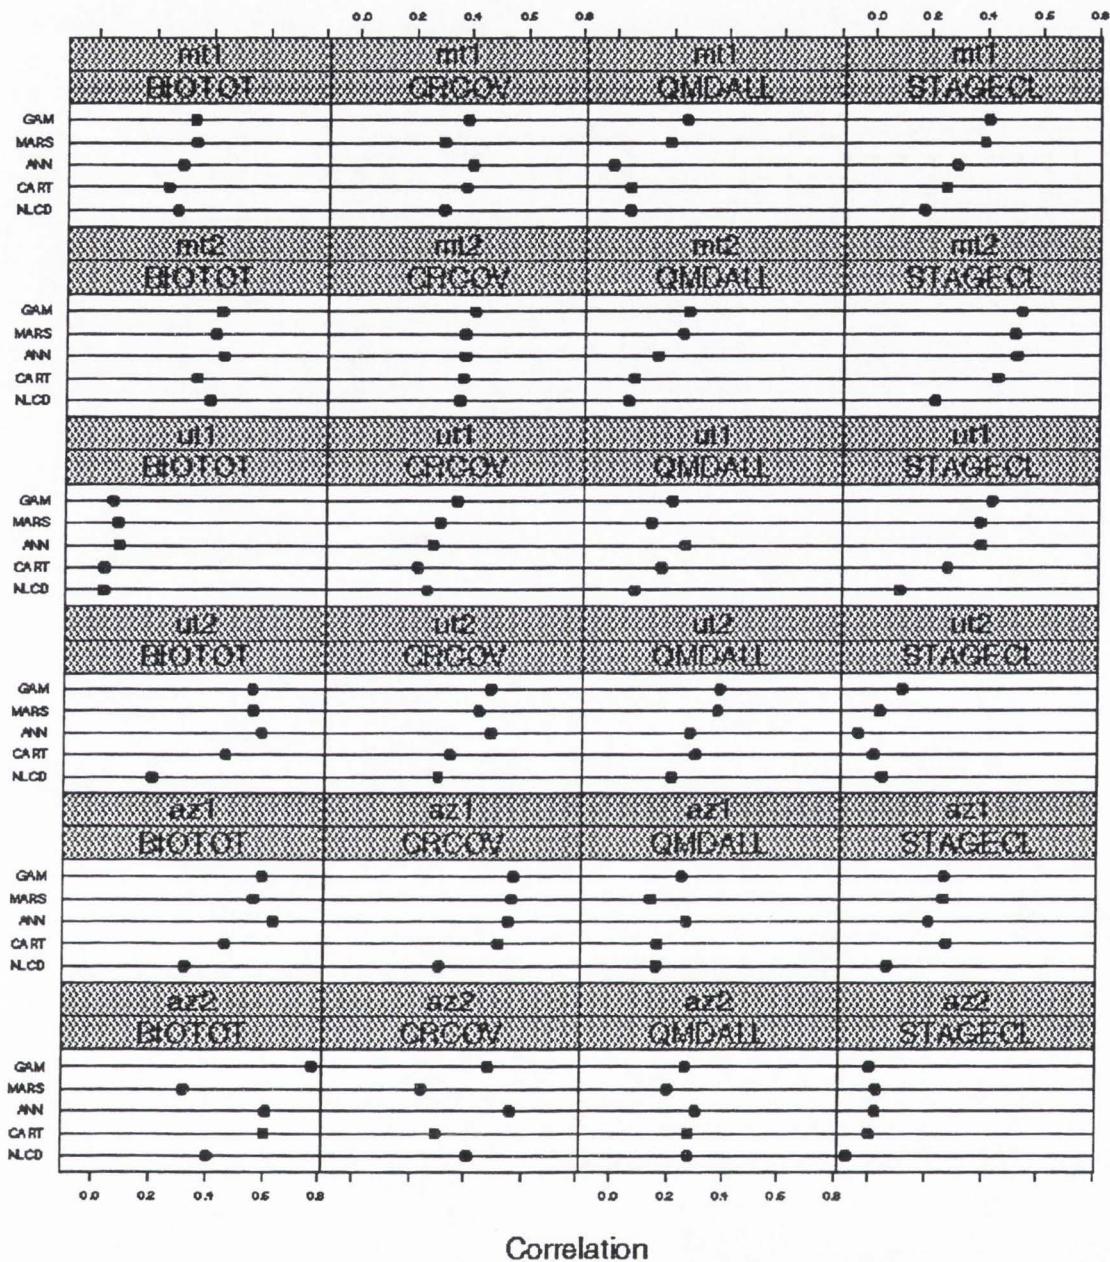 0.0 0.2 0.4 0.6 0.8 0.0 0.2 0.4 0.6 0.8
mt1 mt1 mt1 mt1
BIOTOT CRCOV QMDALL STAGECL
GAM
MARS
ANN
CART
NLCD
mt2 mt2 mt2 mt2
BIOTOT CRCOV QMDALL STAGECL
GAM
MARS
ANN
CART
NLCD
ut1 ut1 ut1 ut1
BIOTOT CRCOV QMDALL STAGECL
GAM
MARS
ANN
CART
NLCD
ut2 ut2 ut2 ut2
BIOTOT CRCOV QMDALL STAGECL
GAM
MARS
ANN
CART
NLCD
az1 az1 az1 az1
BIOTOT CRCOV QMDALL STAGECL
GAM
MARS
ANN
CART
NLCD
az2 az2 az2 az2
BIOTOT CRCOV QMDALL STAGECL
GAM
MARS
ANN
CART
NLCD
0.0 0.2 0.4 0.6 0.8 0.0 0.2 0.4 0.6 0.8
Correlation